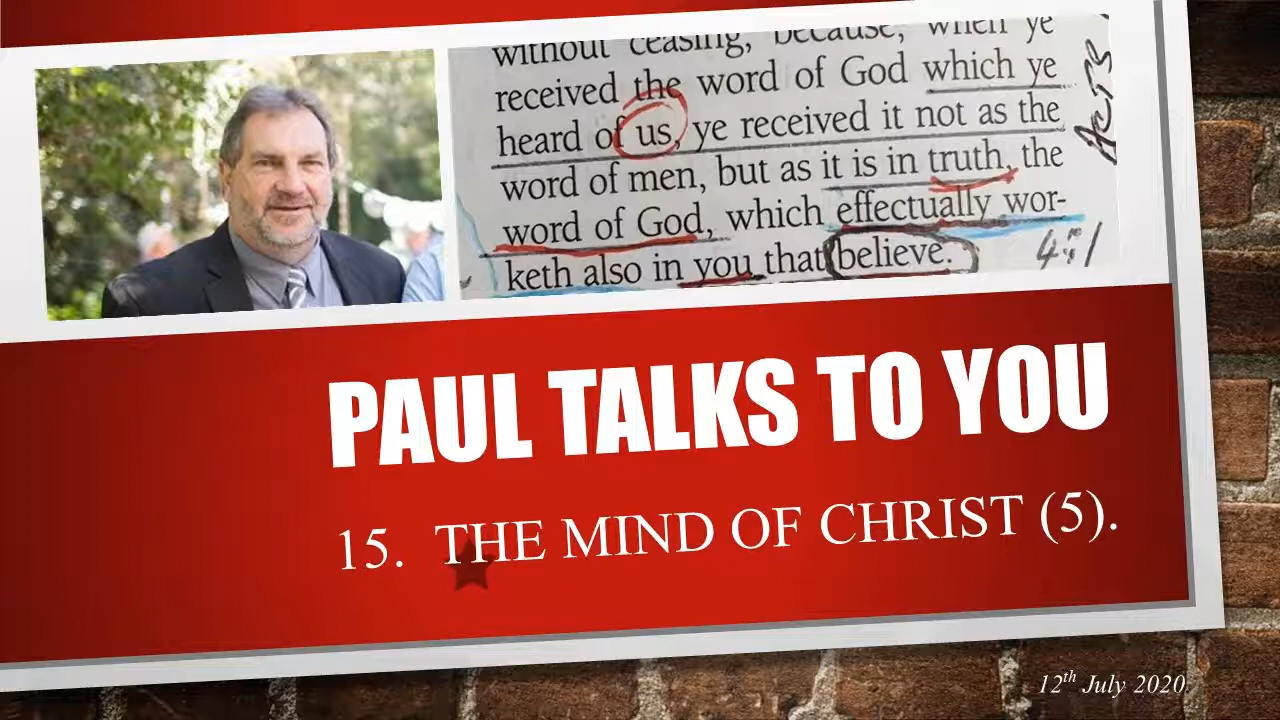 without ceasing, because, when ye
received the word of God which ye
heard of us, ye received it not as the
word of men, but as it is in truth, the
word of God, which effectually wor-
keth also in you that believe.
ACTS
4:1
PAUL TALKS TO YOU
15. THE MIND OF CHRIST (5).
12th July 2020